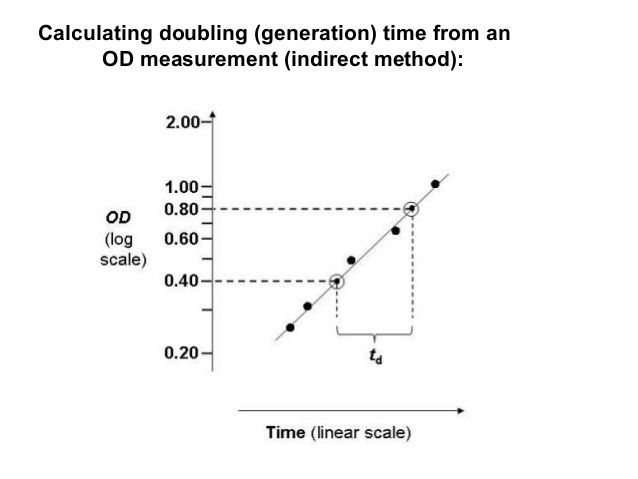 Calculating doubling (generation) time from an
OD measurement (indirect method):
2.00
1.00
0.80
0.60
0.40
0.20
OD
(log
scale)
td
Time (linear scale)